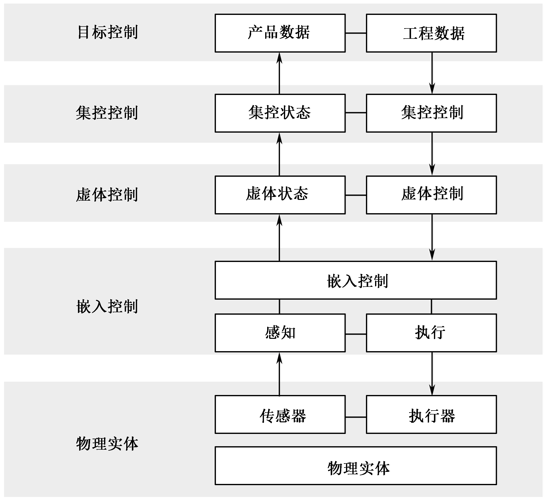 目标控制
产品数据
工程数据
集控控制
集控状态
集控控制
虚体控制
虚体状态
虚体控制
嵌入控制
嵌入控制
感知
执行
物理实体
传感器
执行器
物理实体